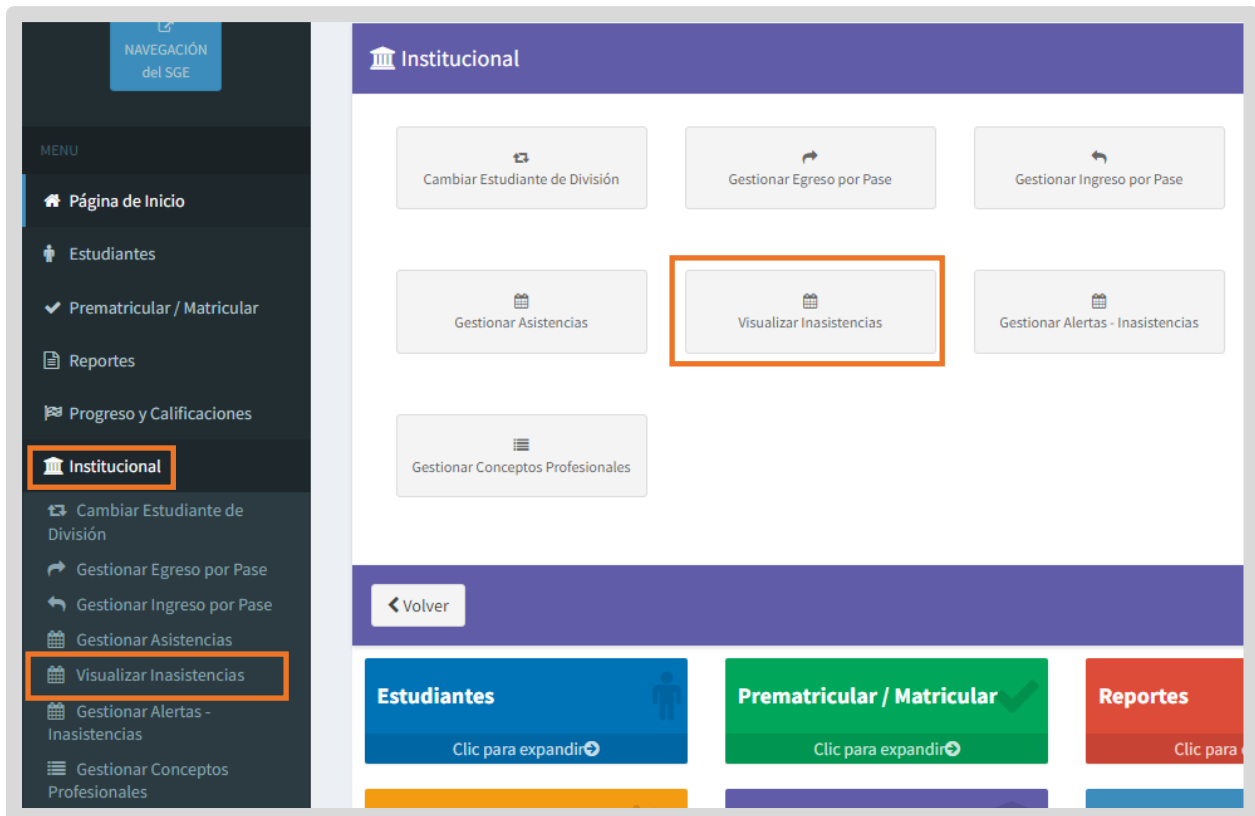 NAVEGACIÓN
del SGE
MENU
Página de Inicio
Estudiantes
Prematricular / Matricular
Reportes
Progreso y Calificaciones
Institucional
Cambiar Estudiante de
División
Gestionar Egreso por Pase
Gestionar Ingreso por Pase
Gestionar Asistencias
Visualizar Inasistencias
Gestionar Alertas -
Inasistencias
Gestionar Conceptos
Profesionales
Institucional
Cambiar Estudiante de División
Gestionar Egreso por Pase
Gestionar Ingreso por Pase
Gestionar Asistencias
Visualizar Inasistencias
Gestionar Alertas - Inasistencias
Gestionar Conceptos Profesionales
Volver
Estudiantes
Clic para expandir
Prematricular / Matricular
Clic para expandir
Reportes
Clic para